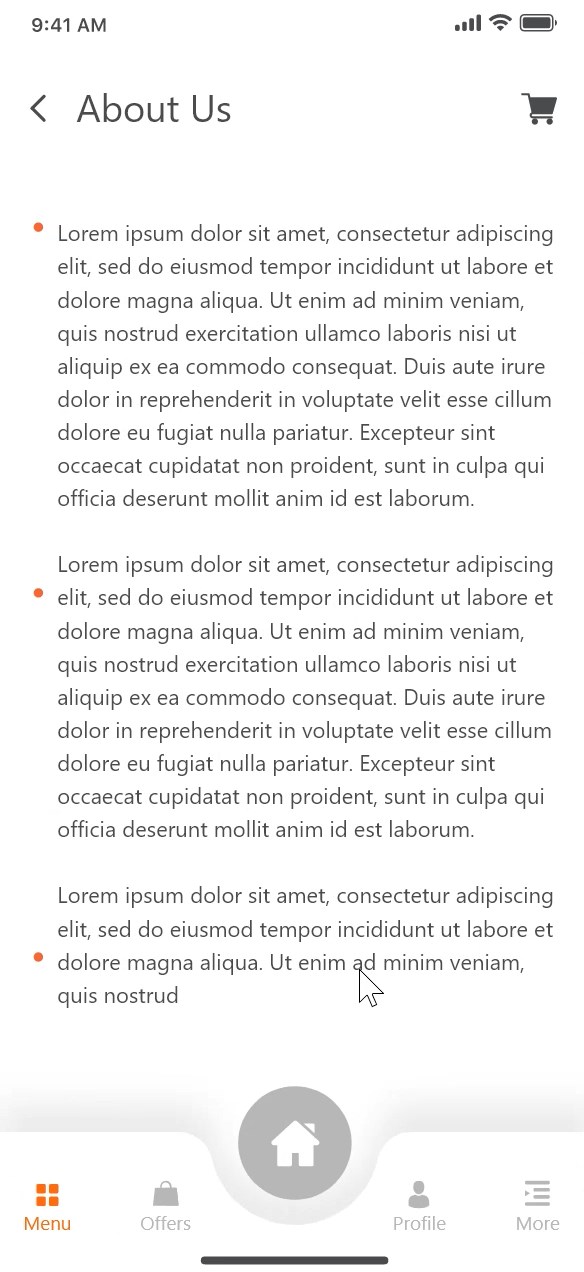 9:41 AM
About Us
Lorem ipsum dolor sit amet, consectetur adipiscing
elit, sed do eiusmod tempor incididunt ut labore et
dolore magna aliqua. Ut enim ad minim veniam,
quis nostrud exercitation ullamco laboris nisi ut
aliquip ex ea commodo consequat. Duis aute irure
dolor in reprehenderit in voluptate velit esse cillum
dolore eu fugiat nulla pariatur. Excepteur sint
occaecat cupidatat non proident, sunt in culpa qui
officia deserunt mollit anim id est laborum.
Lorem ipsum dolor sit amet, consectetur adipiscing
elit, sed do eiusmod tempor incididunt ut labore et
dolore magna aliqua. Ut enim ad minim veniam,
quis nostrud exercitation ullamco laboris nisi ut
aliquip ex ea commodo consequat. Duis aute irure
dolor in reprehenderit in voluptate velit esse cillum
dolore eu fugiat nulla pariatur. Excepteur sint
occaecat cupidatat non proident, sunt in culpa qui
officia deserunt mollit anim id est laborum.
Lorem ipsum dolor sit amet, consectetur adipiscing
elit, sed do eiusmod tempor incididunt ut labore et
dolore magna aliqua. Ut enim ad minim veniam,
quis nostrud
Menu
Offers
Profile
More